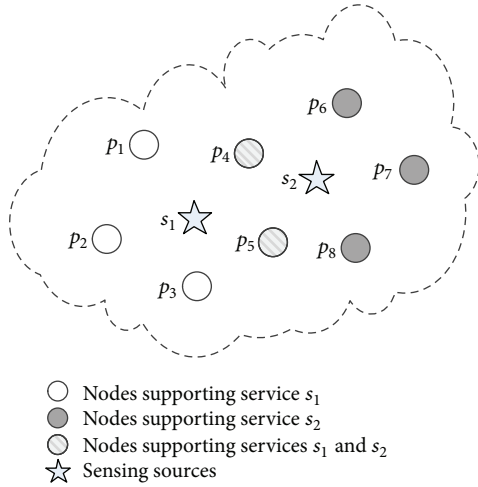 p₆
p₁
p₄
s₂
p₇
s₁
p₂
p₅
p₈
p₃
Nodes supporting service s₁
Nodes supporting service s₂
Nodes supporting services s₁ and s₂
Sensing sources